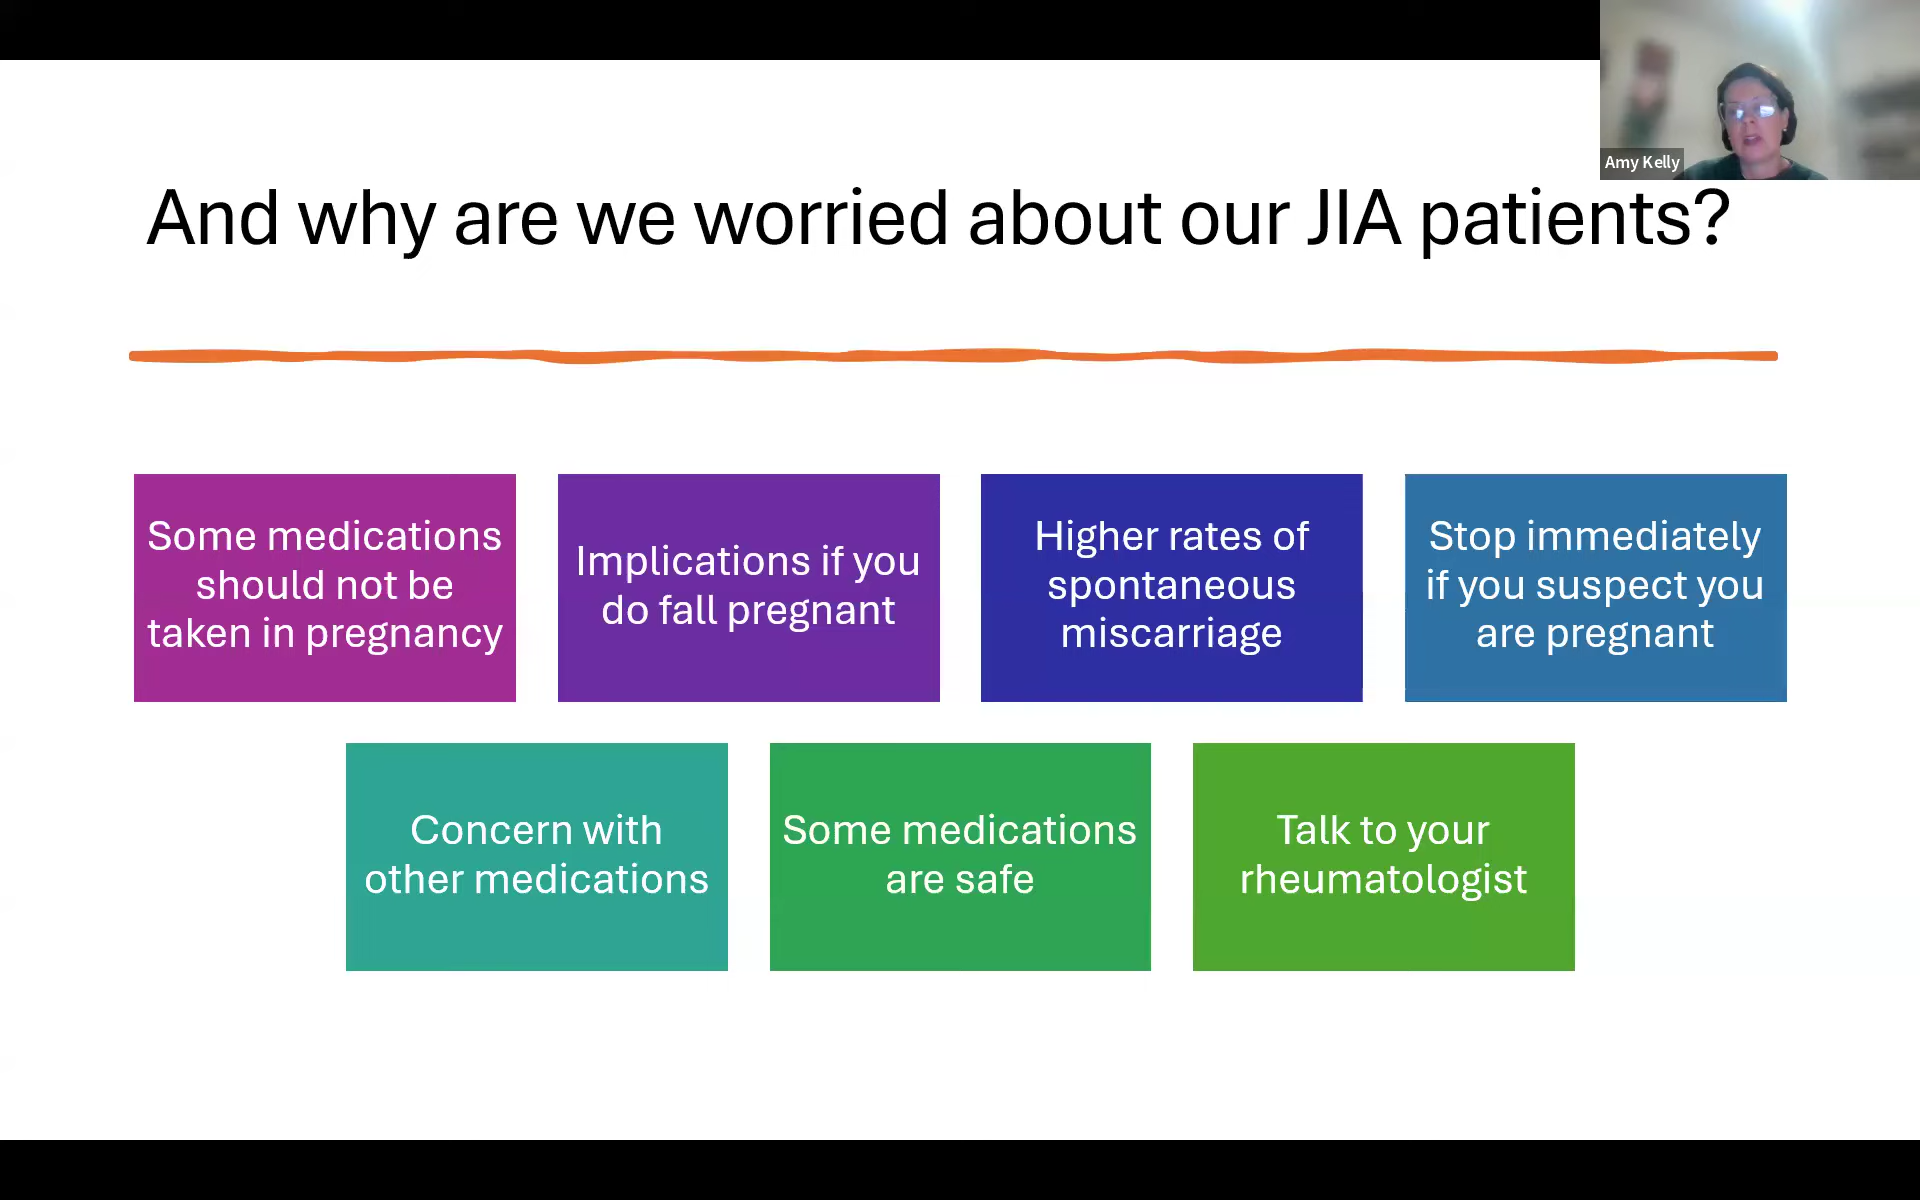 Amy Kelly
And why are we worried about our JIA patients?
Some medications
should not be
taken in pregnancy
Implications if you
do fall pregnant
Higher rates of
spontaneous
miscarriage
Stop immediately
if you suspect you
are pregnant
Concern with
other medications
Some medications
are safe
Talk to your
rheumatologist